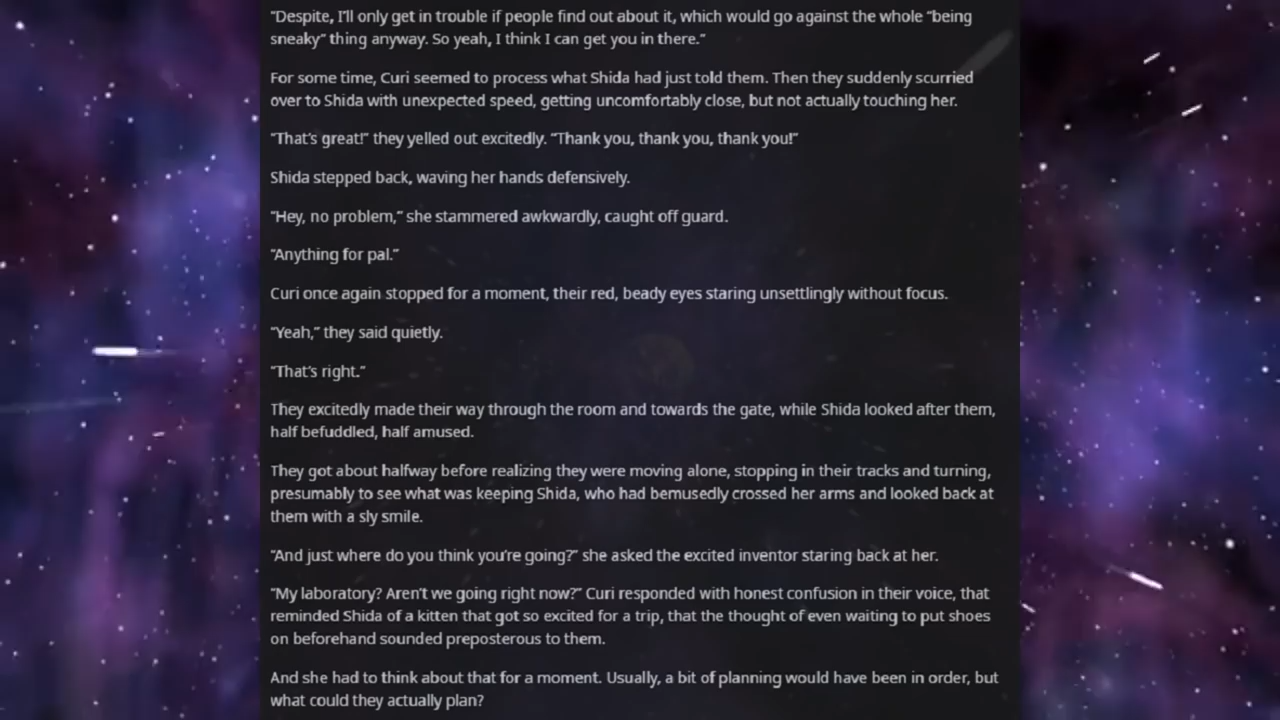 “Despite, I’ll only get in trouble if people find out about it, which would go against the whole “being
sneaky” thing anyway. So yeah, I think I can get you in there.”
For some time, Curi seemed to process what Shida had just told them. Then they suddenly scurried
over to Shida with unexpected speed, getting uncomfortably close, but not actually touching her.
“That’s great!” they yelled out excitedly. “Thank you, thank you, thank you!”
Shida stepped back, waving her hands defensively.
“Hey, no problem,” she stammered awkwardly, caught off guard.
“Anything for pal.”
Curi once again stopped for a moment, their red, beady eyes staring unsettlingly without focus.
“Yeah,” they said quietly.
“That’s right.”
They excitedly made their way through the room and towards the gate, while Shida looked after them,
half befuddled, half amused.
They got about halfway before realizing they were moving alone, stopping in their tracks and turning,
presumably to see what was keeping Shida, who had bemusedly crossed her arms and looked back at
them with a sly smile.
“And just where do you think you’re going?” she asked the excited inventor staring back at her.
“My laboratory? Aren’t we going right now?” Curi responded with honest confusion in their voice, that
reminded Shida of a kitten that got so excited for a trip, that the thought of even waiting to put shoes
on beforehand sounded preposterous to them.
And she had to think about that for a moment. Usually, a bit of planning would have been in order, but
what could they actually plan?